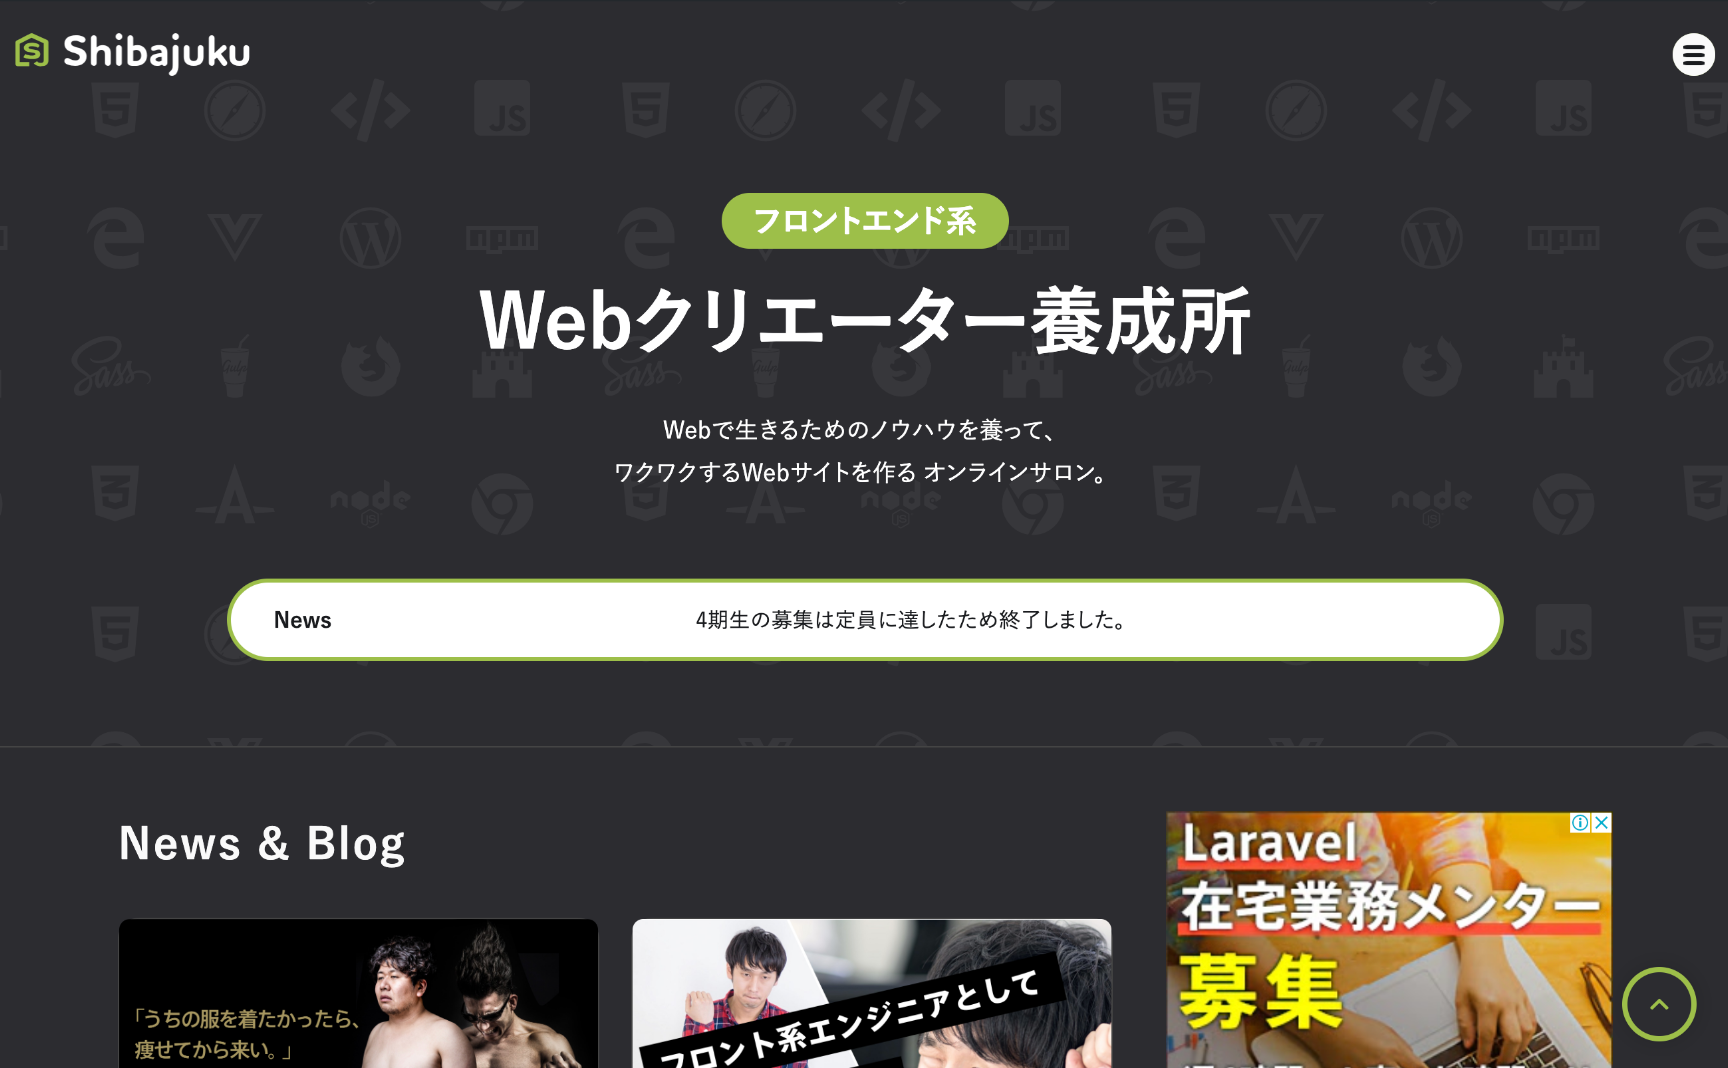 Shibajuku
フロントエンド系
Webクリエーター養成所
Webで生きるためのノウハウを養って、
ワクワクするWebサイトを作る オンラインサロン。
News
4期生の募集は定員に達したため終了しました。
News & Blog
「うちの服を着たかったら、
痩せてから来い。」
フロント系エンジニアとして
Laravel
在宅業務メンター
募集